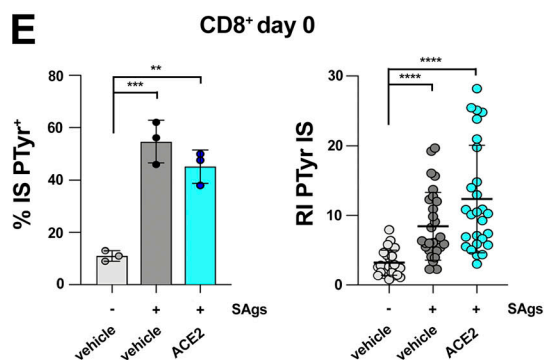 E
CD8⁺ day 0
% IS PTyr⁺
80
60
40
20
0
**
***
- + + SAgs
vehicle vehicle ACE2
RI PTyr IS
30
20
10
0
****
****
- + + SAgs
vehicle vehicle ACE2